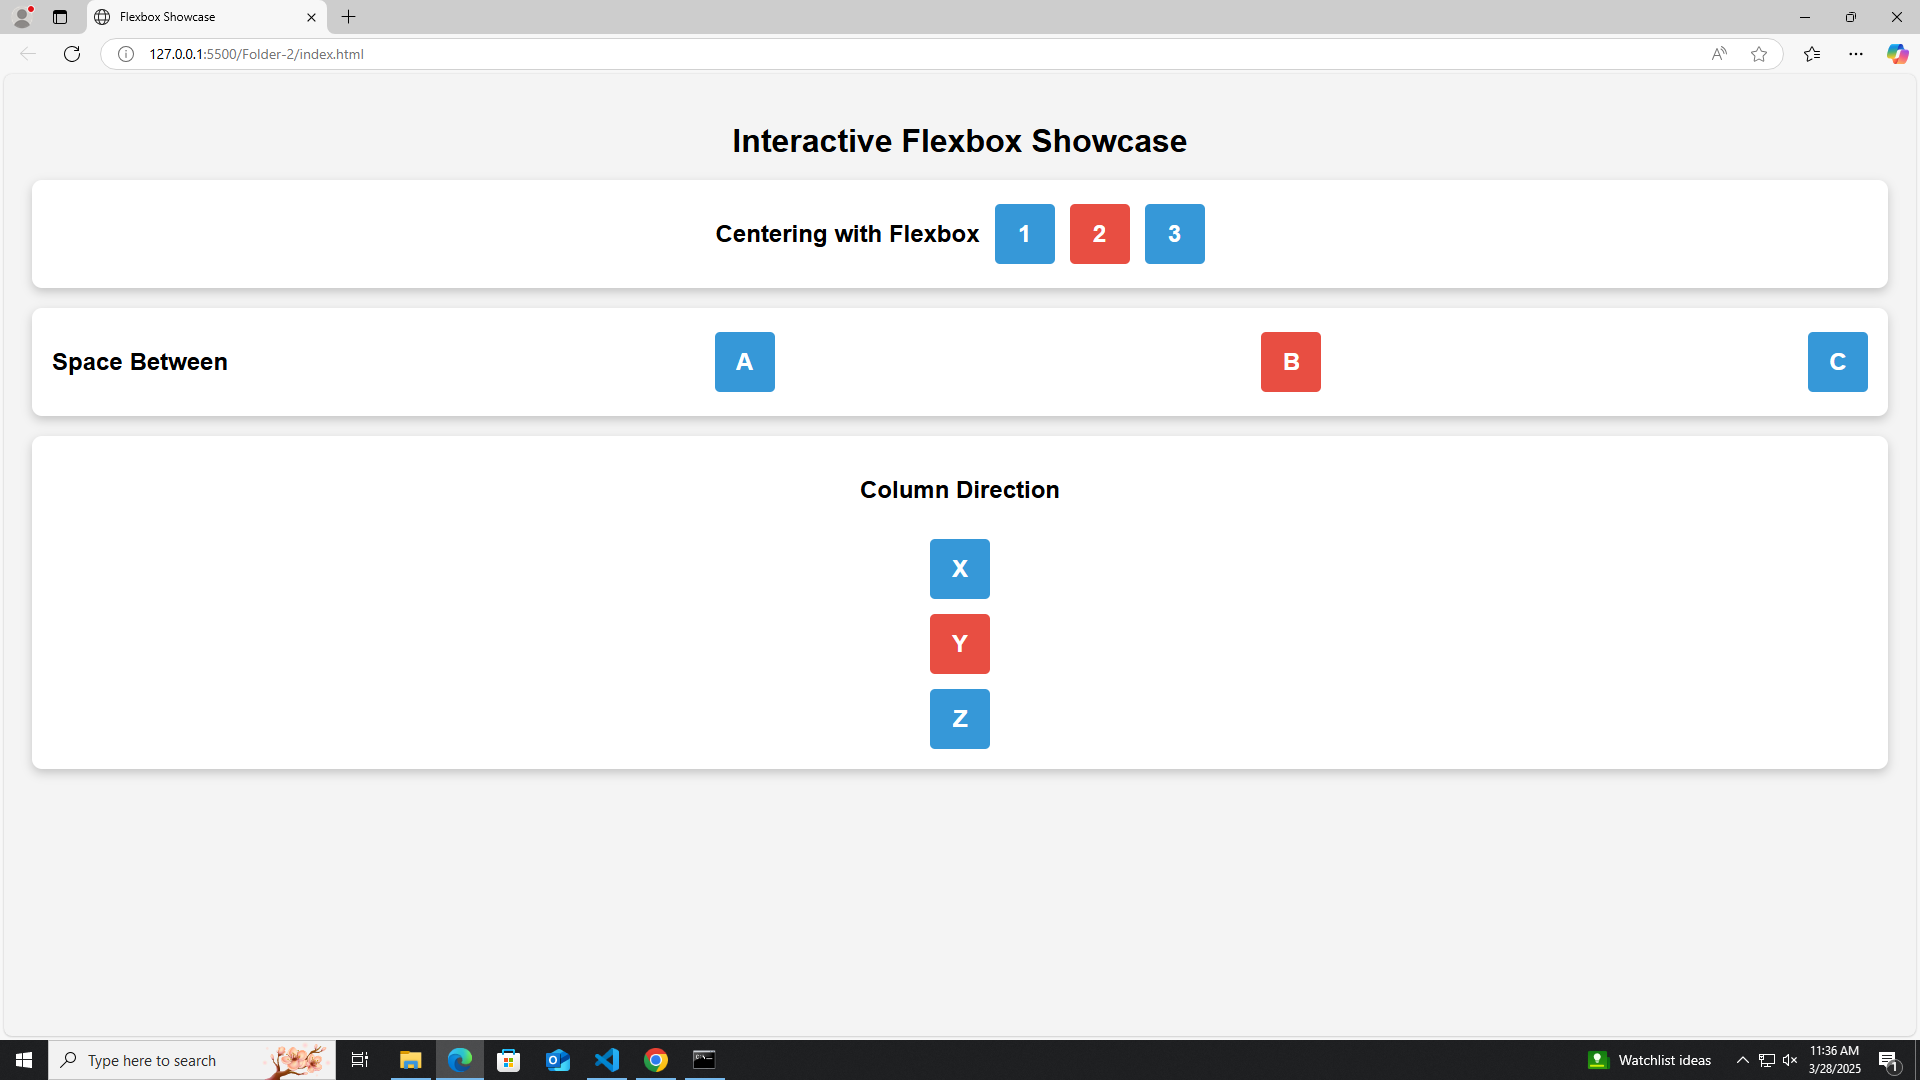 Flexbox Showcase
127.0.0.1:5500/Folder-2/index.html
Interactive Flexbox Showcase
Centering with Flexbox 1 2 3
Space Between A B C
Column Direction
X
Y
Z
Type here to search
Watchlist ideas
11:36 AM
3/28/2025
1